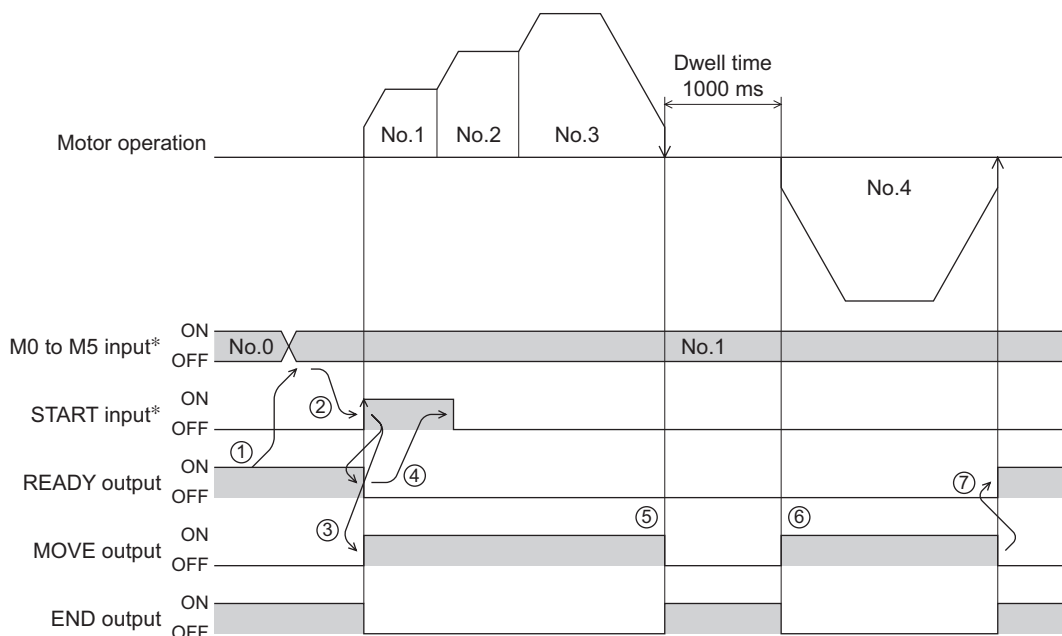 Dwell time
1000 ms
Motor operation
No.1
No.2
No.3
No.4
M0 to M5 input*
ON
OFF
No.0
No.1
START input*
ON
OFF
②
①
④
READY output
ON
OFF
⑦
③
⑤
⑥
MOVE output
ON
OFF
END output
ON
OFF